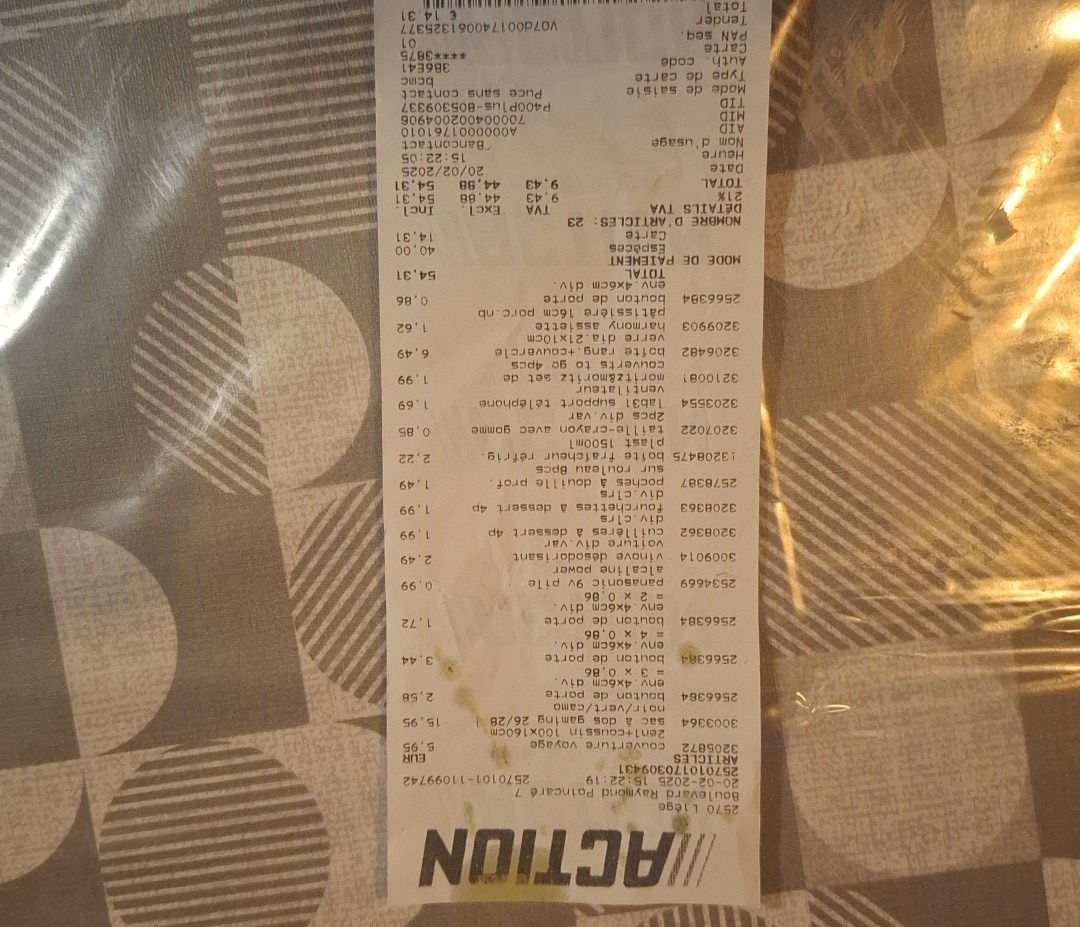 ACTION
2570 Liège
Boulevard Raymond Poincaré 7
20-02-2025 15:22:19 2570101-11099742
257010170309431
ARTICLES EUR
3205872 couverture voyage 5,95
2en1+coussin 100x160cm
3003364 sac à dos gaming 26/28 l 15,95
noir/vert/camo
2566384 bouton de porte 2,58
env.4x6cm div.
= 3 x 0,86
2566384 bouton de porte 3,44
env.4x6cm div.
= 4 x 0,86
2566384 bouton de porte 1,72
env.4x6cm div.
= 2 x 0,86
2534669 panasonic 9v pile 0,99
alcaline power
3009014 vinove désodorisant 2,49
voiture div.var
3208362 cuillères à dessert 4p 1,99
div.clrs
3208363 fourchettes à dessert 4p 1,99
div.clrs
2578387 poches à douille prof. 1,49
sur rouleau 8pcs
!3208475 boîte fraîcheur réfrig. 2,22
plast 1500ml
3207022 taille-crayon avec gomme 0,85
2pcs div.var
3203554 lab31 support téléphone 1,69
ventilateur
3210081 moritz&moritz set de 1,99
couverts to go 4pcs
3206482 boîte rang.+couvercle 6,49
verre dia.21x10cm
3209903 harmony assiette 1,62
pâtissière 16cm porc.nb
2566384 bouton de porte 0,86
env.4x6cm div.
TOTAL 54,31
MODE DE PAIEMENT
Espèces 40,00
Carte 14,31
NOMBRE D'ARTICLES: 23
DÉTAILS TVA TVA Excl. Incl.
21% 9,43 44,88 54,31
TOTAL 9,43 44,88 54,31
Date 20/02/2025
Heure 15:22:05
Nom d'usage "Bancontact
AID A0000001761010
MID 700004002004906
TID P400Plus-805309337
Mode de saisie Puce sans contact
Type de carte bcmc
Auth. code 3B6E41
Carte ****3875
PAN seq. 01
Tender V07d0017400613​25377
Total € 14.31